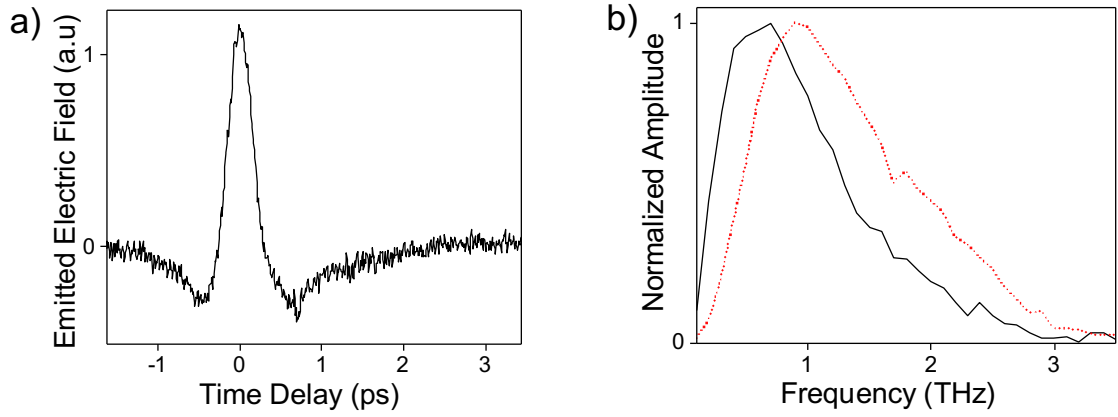 a)
Emitted Electric Field (a.u)
1
0
-1
0
1
2
3
Time Delay (ps)
b)
Normalized Amplitude
1
0
1
2
3
Frequency (THz)